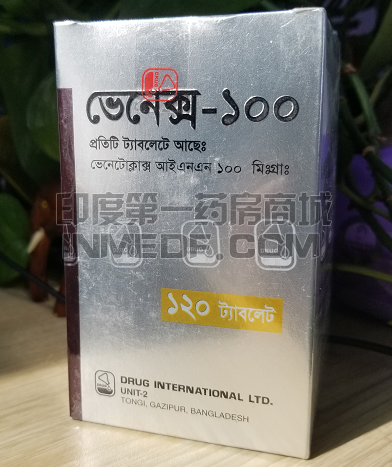 ভেনেক্স-১০০
প্রতিটি ট্যাবলেটে আছেঃ
ভেনেটোক্লাক্স আইএনএন ১০০ মিঃগ্রাঃ
印度第一药房商城
INMEDF.COM
১২০ ট্যাবলেট
DRUG INTERNATIONAL LTD.
UNIT-2
TONGI, GAZIPUR, BANGLADESH